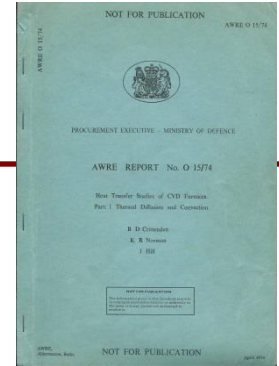 NOT FOR PUBLICATION
AWRE O 15/74
AWRE O 15/74
PROCUREMENT EXECUTIVE - MINISTRY OF DEFENCE
AWRE REPORT No. O 15/74
Heat Transfer Studies of CVD Furnaces
Part 1 Thermal Diffusion and Convection
B D Crittenden
K R Norman
J Hill
NOT FOR PUBLICATION
AWRE,
Aldermaston, Berks
NOT FOR PUBLICATION
April 1974